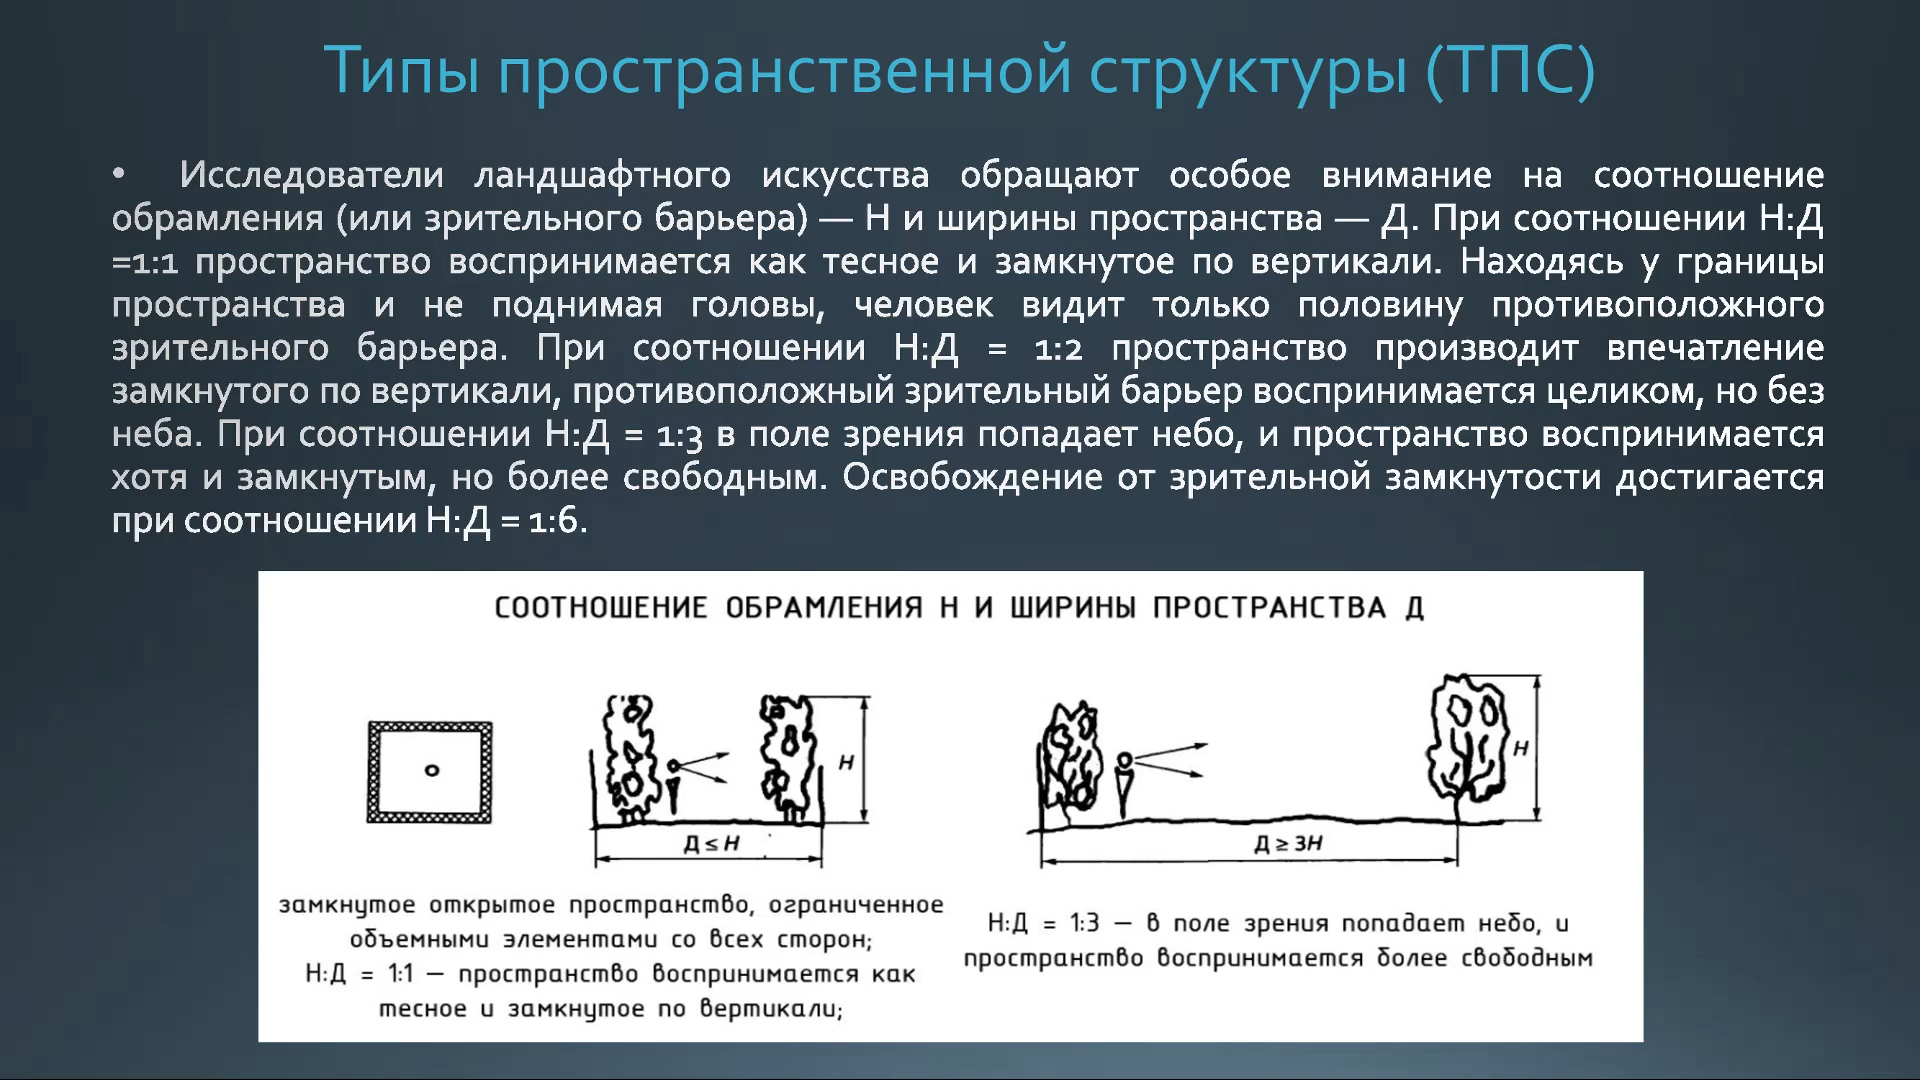 Типы пространственной структуры (ТПС)
• Исследователи ландшафтного искусства обращают особое внимание на соотношение
обрамления (или зрительного барьера) — Н и ширины пространства — Д. При соотношении Н:Д
=1:1 пространство воспринимается как тесное и замкнутое по вертикали. Находясь у границы
пространства и не поднимая головы, человек видит только половину противоположного
зрительного барьера. При соотношении Н:Д = 1:2 пространство производит впечатление
замкнутого по вертикали, противоположный зрительный барьер воспринимается целиком, но без
неба. При соотношении Н:Д = 1:3 в поле зрения попадает небо, и пространство воспринимается
хотя и замкнутым, но более свободным. Освобождение от зрительной замкнутости достигается
при соотношении Н:Д = 1:6.
СООТНОШЕНИЕ ОБРАМЛЕНИЯ Н И ШИРИНЫ ПРОСТРАНСТВА Д
Н
Д ≤ Н
замкнутое открытое пространство, ограниченное
объемными элементами со всех сторон;
Н:Д = 1:1 — пространство воспринимается как
тесное и замкнутое по вертикали;
Н
Д ≥ 3Н
Н:Д = 1:3 — в поле зрения попадает небо, и
пространство воспринимается более свободным